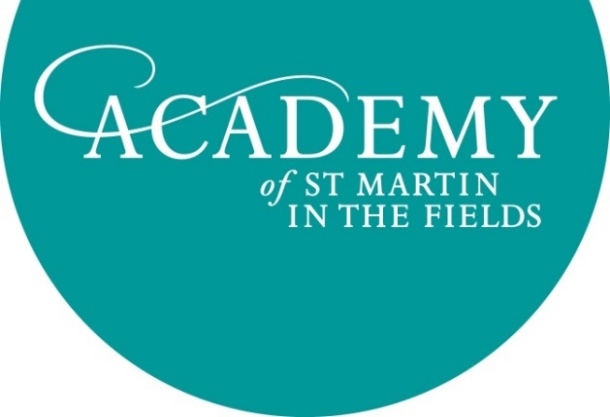 ACADEMY
of ST MARTIN
IN THE FIELDS